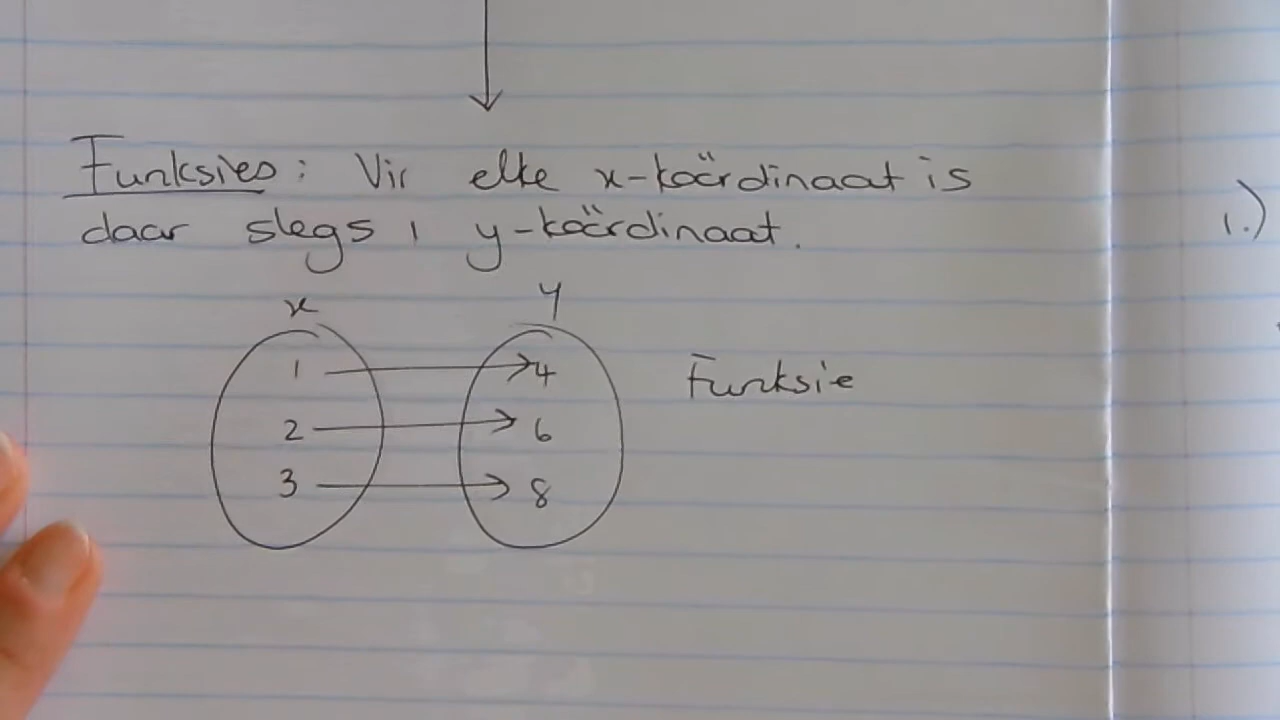 Funksies: Vir elke x-koördinaat is
daar slegs 1 y-koördinaat.
x y
1 4 Funksie
2 6
3 8
1.)